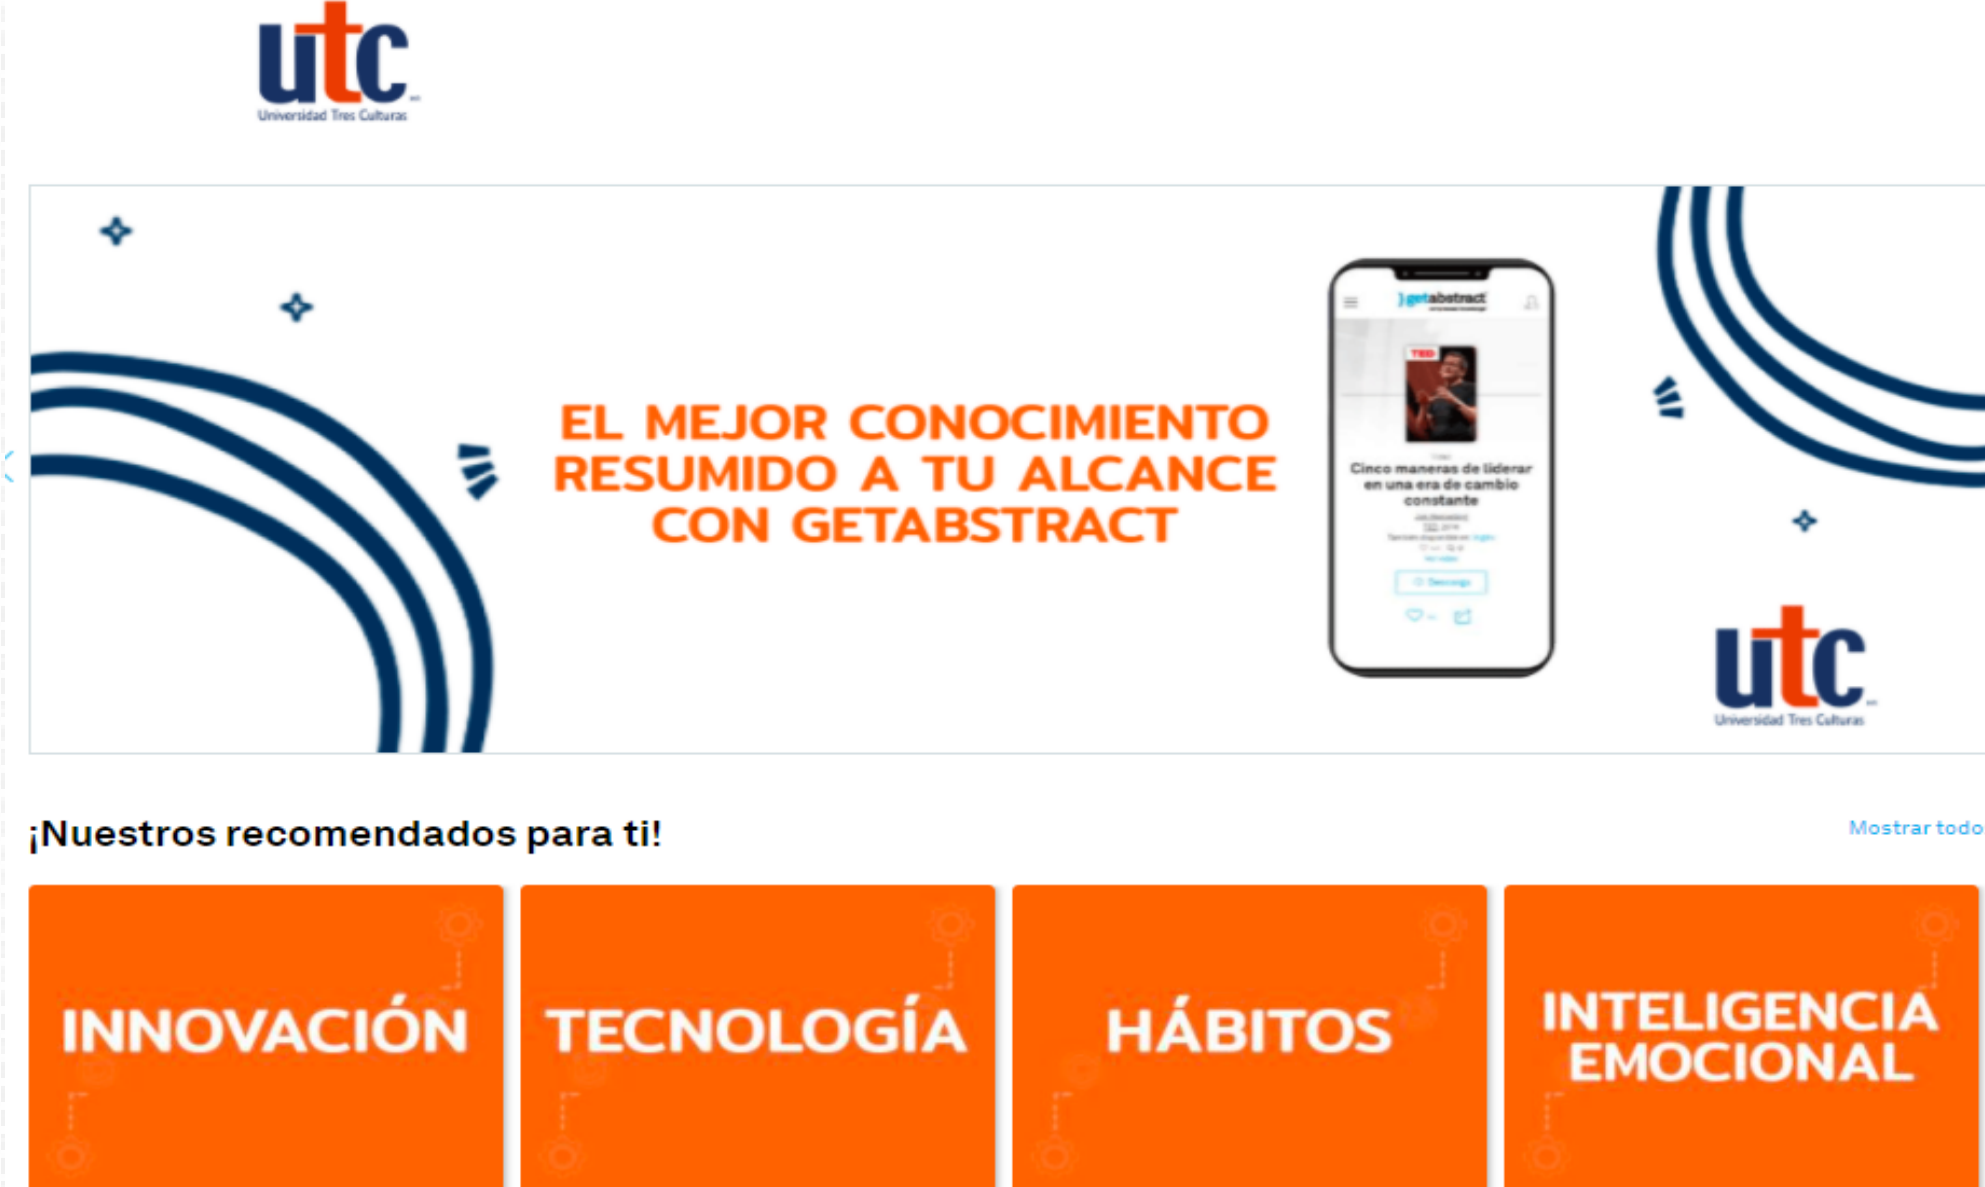 utc
Universidad Tres Culturas
EL MEJOR CONOCIMIENTO
RESUMIDO A TU ALCANCE
CON GETABSTRACT
getabstract
TED
Cinco maneras de liderar
en una era de cambio
constante
Descarga
utc
Universidad Tres Culturas
¡Nuestros recomendados para ti!
Mostrar todo
INNOVACIÓN
TECNOLOGÍA
HÁBITOS
INTELIGENCIA
EMOCIONAL